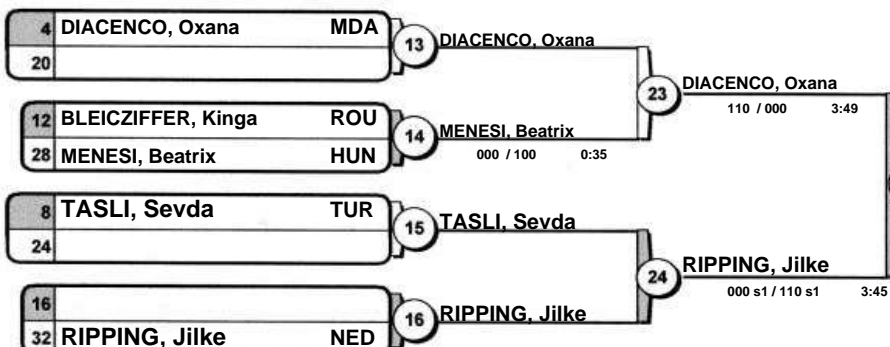 4 DIACENCO, Oxana MDA
20
13 DIACENCO, Oxana
12 BLEICZIFFER, Kinga ROU
28 MENESI, Beatrix HUN
14 MENESI, Beatrix
000 / 100 0:35
23 DIACENCO, Oxana
110 / 000 3:49
8 TASLI, Sevda TUR
24
15 TASLI, Sevda
16
32 RIPPING, Jilke NED
16 RIPPING, Jilke
24 RIPPING, Jilke
000 s1 / 110 s1 3:45